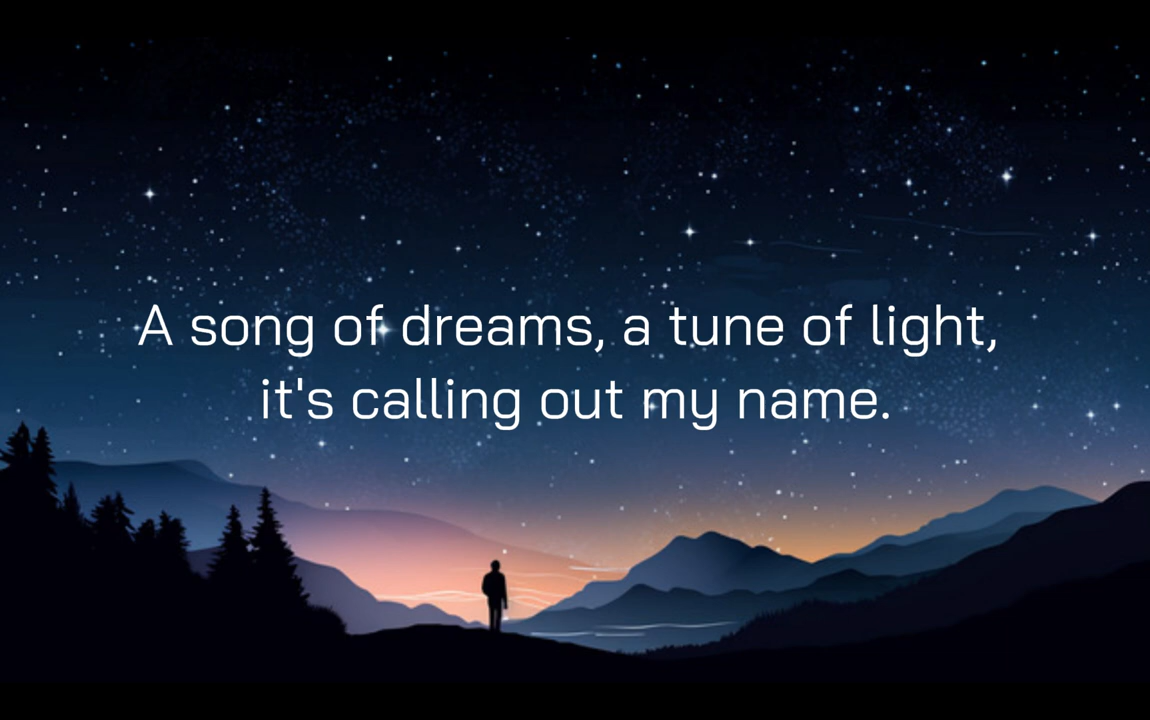 A song of dreams, a tune of light,
it's calling out my name.